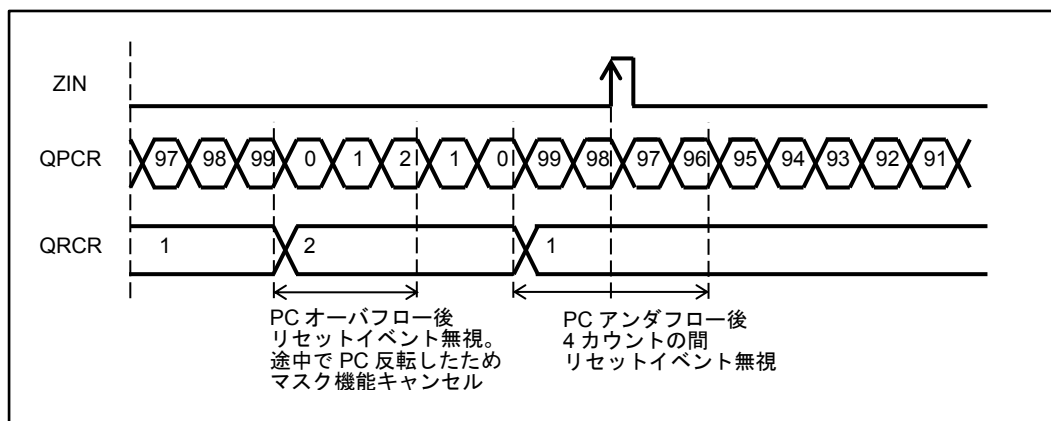 ZIN
QPCR 97 98 99 0 1 2 1 0 99 98 97 96 95 94 93 92 91
QRCR 1 2 1
PC オーバフロー後
リセットイベント無視。
途中で PC 反転したため
マスク機能キャンセル
PC アンダフロー後
4 カウントの間
リセットイベント無視